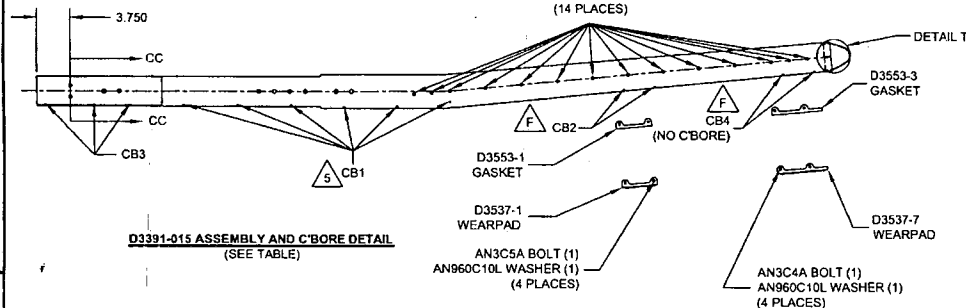 (14 PLACES)
3.750
CC
DETAIL T
D3553-3
GASKET
F
F
CB2
CB4
(NO C'BORE)
CC
CB3
5
CB1
D3553-1
GASKET
D3537-1
WEARPAD
D3537-7
WEARPAD
D3391-015 ASSEMBLY AND C'BORE DETAIL
(SEE TABLE)
AN3C5A BOLT (1)
AN960C10L WASHER (1)
(4 PLACES)
AN3C4A BOLT (1)
AN960C10L WASHER (1)
(4 PLACES)